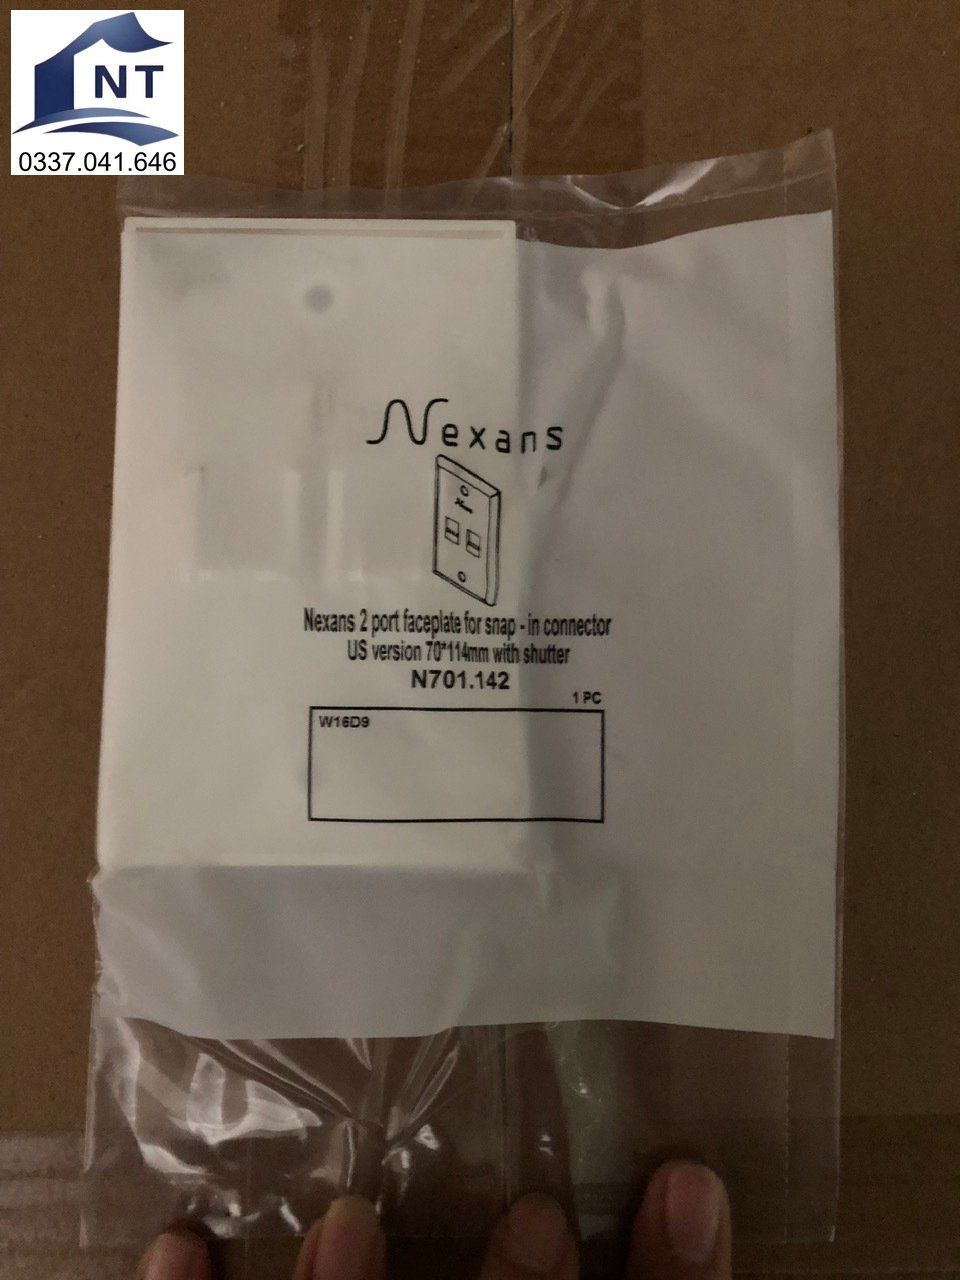 NT
0337.041.646
Nexans
Nexans 2 port faceplate for snap - in connector
US version 70*114mm with shutter
N701.142
1 PC
W16D9